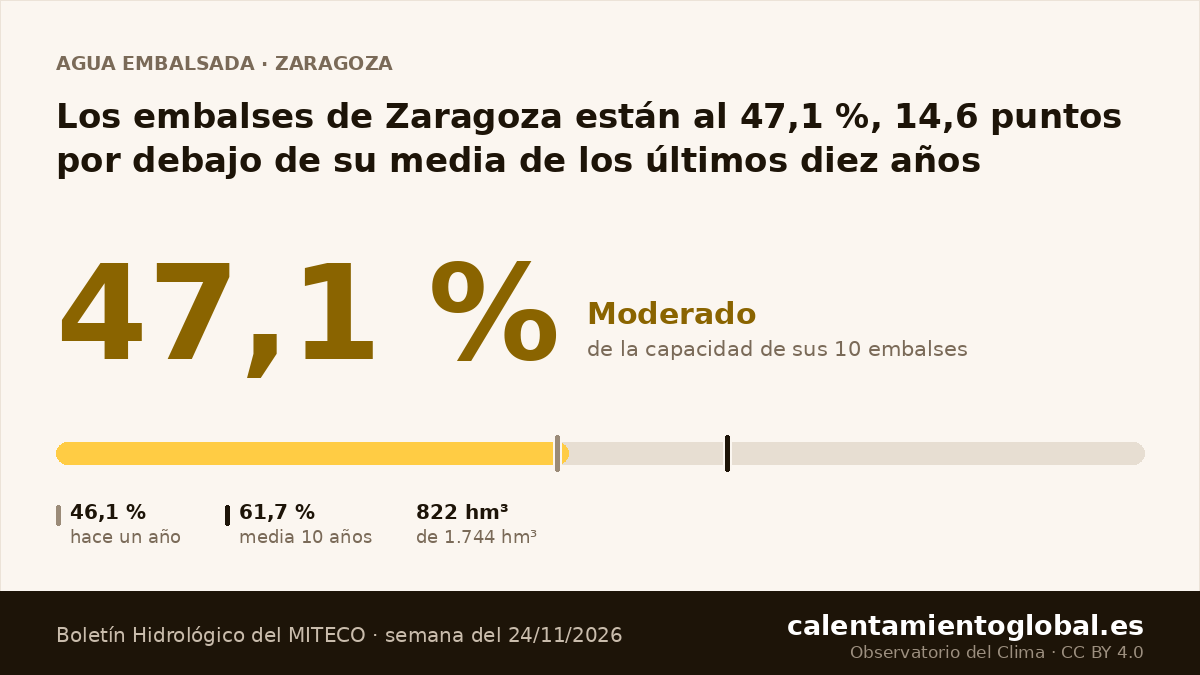 AGUA EMBALSADA · ZARAGOZA
Los embalses de Zaragoza están al 47,1 %, 14,6 puntos
por debajo de su media de los últimos diez años
47,1 %
Moderado
de la capacidad de sus 10 embalses
46,1 %
hace un año
61,7 %
media 10 años
822 hm³
de 1.744 hm³
Boletín Hidrológico del MITECO · semana del 24/11/2026
calentamientoglobal.es
Observatorio del Clima · CC BY 4.0